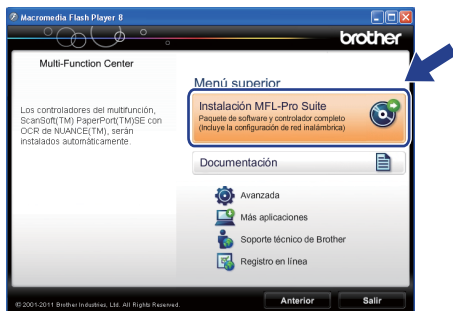 Macromedia Flash Player 8
brother
Multi-Function Center
Menú superior
Los controladores del multifunción,
ScanSoft(TM) PaperPort(TM)SE con
OCR de NUANCE(TM), serán
instalados automáticamente.
Instalación MFL-Pro Suite
Paquete de software y controlador completo
(Incluye la configuración de red inalámbrica)
Documentación
Avanzada
Más aplicaciones
Soporte técnico de Brother
Registro en línea
© 2001-2011 Brother Industries, Ltd. All Rights Reserved.
Anterior
Salir